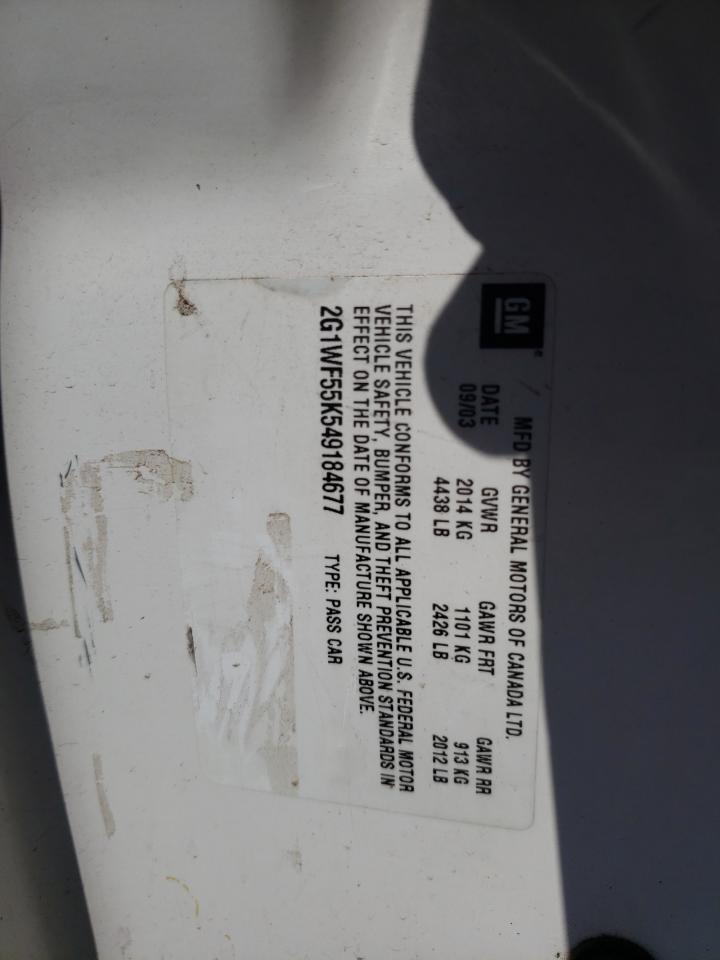 GM®
MFD BY GENERAL MOTORS OF CANADA LTD.
DATE GVWR GAWR FRT GAWR RR
09/03 2014 KG 1101 KG 913 KG
4438 LB 2426 LB 2012 LB
THIS VEHICLE CONFORMS TO ALL APPLICABLE U.S. FEDERAL MOTOR
VEHICLE SAFETY, BUMPER, AND THEFT PREVENTION STANDARDS IN
EFFECT ON THE DATE OF MANUFACTURE SHOWN ABOVE.
2G1WF55K549184677 TYPE: PASS CAR